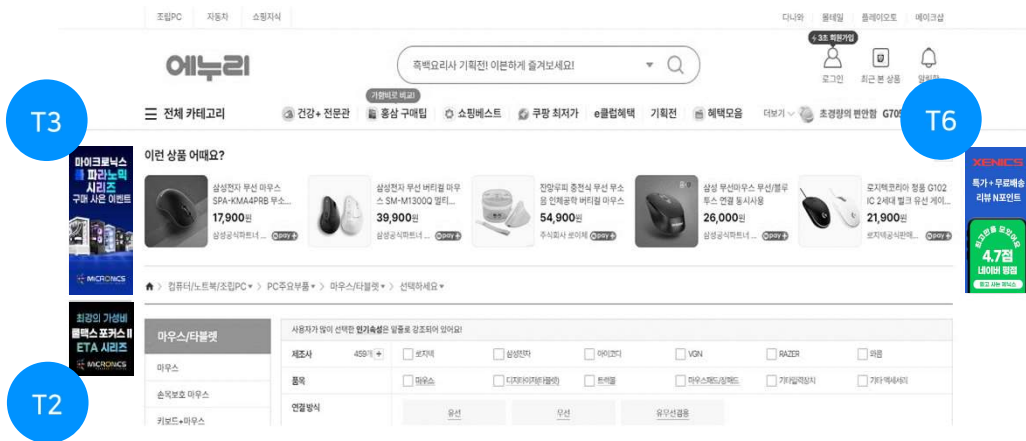 조립PC 자동차 쇼핑지식
다나와 몰테일 플레이오토 메이크샵
3초 회원가입
에누리
흑백요리사 기획전! 이븐하게 즐겨보세요!
로그인 최근 본 상품
가향비로 비교!
T3
전체 카테고리 건강+ 전문관 홍삼 구매팁 쇼핑베스트 쿠팡 최저가 e클럽혜택 기획전 혜택모음 더보기 초경량의 편안함
T6
이런 상품 어때요?
마이크로닉스
파라노믹
시리즈
구매 사은 이벤트
MICRONICS
삼성전자 무선 마우스
SPA-KMA4PRB 무소...
17,900원
삼성공식파트너 ... pay
삼성전자 무선 버티컬 마우
스 SM-M1300Q 멀티...
39,900원
삼성공식파트너 ... pay
잔망루피 충전식 무선 무소
음 인체공학 버티컬 마우스
54,900원
주식회사 로이체 pay
삼성 무선마우스 무선/블루
투스 연결 동시사용
26,000원
삼성공식파트너 ... pay
로지텍코리아 정품 G102
IC 2세대 벌크 유선 게이...
21,900원
로지텍공식판매... pay
XENICS
특가+무료배송
리뷰 N포인트
4.7점
네이버 평점
컴퓨터/노트북/조립PC PC주요부품 마우스/타블렛 선택하세요
최강의 가성비
쿨맥스 포커스 II
ETA 시리즈
MICRONICS
T2
마우스/타블렛
마우스
손목보호 마우스
키보드+마우스
사용자가 많이 선택한 인기속성은 밑줄로 강조되어 있어요!
제조사 459개 + 로지텍 삼성전자 아이코다 VGN RAZER 와콤
품목 마우스 디지타이저(타블렛) 트랙볼 마우스패드/장패드 기타입력장치 기타 액세서리
연결방식 유선 무선 유무선겸용